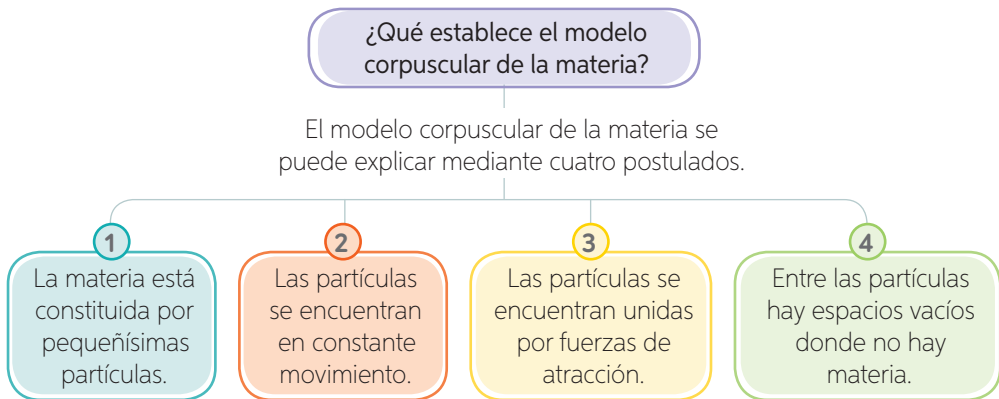 ¿Qué establece el modelo
corpuscular de la materia?
El modelo corpuscular de la materia se
puede explicar mediante cuatro postulados.
1
La materia está
constituida por
pequeñísimas
partículas.
2
Las partículas
se encuentran
en constante
movimiento.
3
Las partículas se
encuentran unidas
por fuerzas de
atracción.
4
Entre las partículas
hay espacios vacíos
donde no hay
materia.